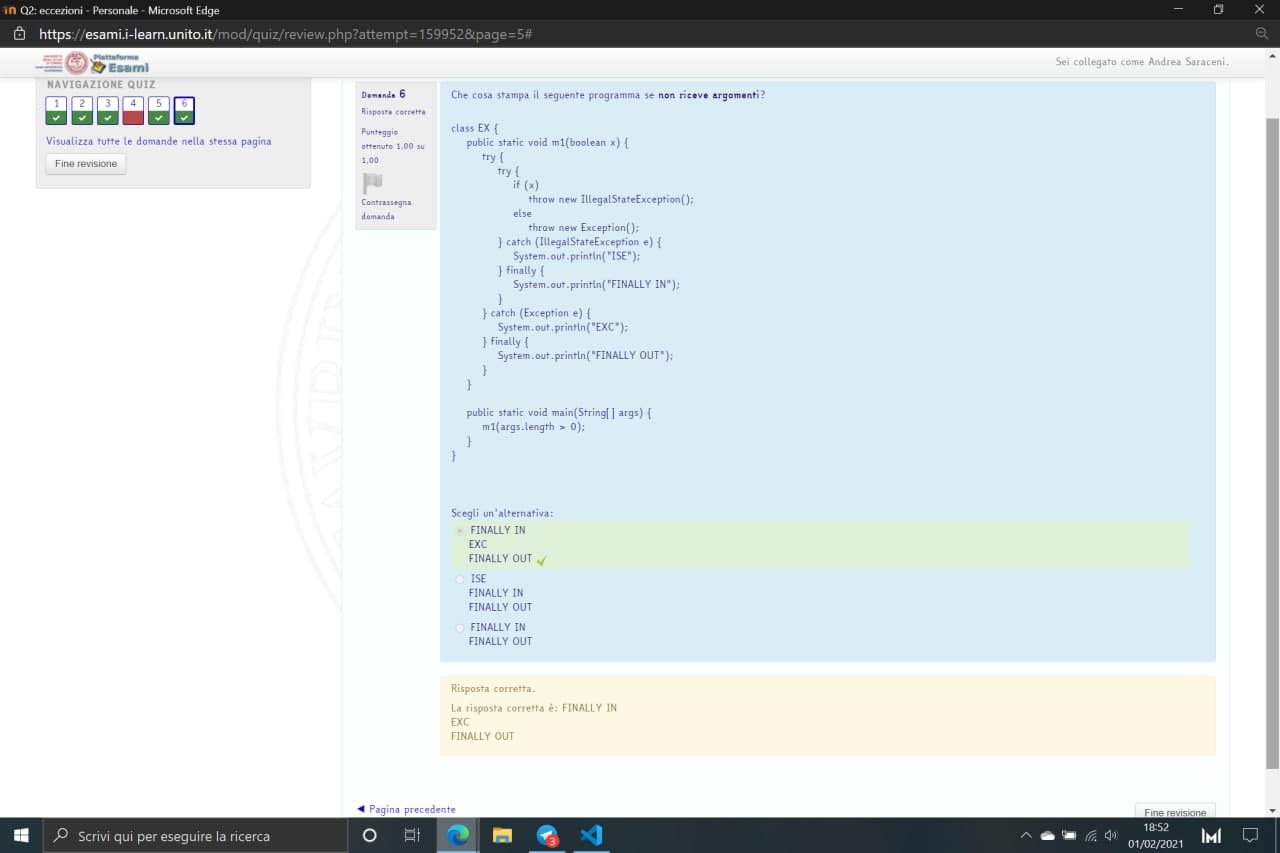 Q2: eccezioni - Personale - Microsoft Edge
https://esami.i-learn.unito.it/mod/quiz/review.php?attempt=159952&page=5#
Piattaforma
Esami
Sei collegato come Andrea Saraceni.
NAVIGAZIONE QUIZ
1 2 3 4 5 6
Visualizza tutte le domande nella stessa pagina
Fine revisione
Domanda 6
Risposta corretta
Punteggio
ottenuto 1,00 su
1,00
Contrassegna
domanda
Che cosa stampa il seguente programma se non riceve argomenti?
class EX {
public static void m1(boolean x) {
try {
try {
if (x)
throw new IllegalStateException();
else
throw new Exception();
} catch (IllegalStateException e) {
System.out.println("ISE");
} finally {
System.out.println("FINALLY IN");
}
} catch (Exception e) {
System.out.println("EXC");
} finally {
System.out.println("FINALLY OUT");
}
}
public static void main(String[] args) {
m1(args.length > 0);
}
}
Scegli un'alternativa:
FINALLY IN
EXC
FINALLY OUT
ISE
FINALLY IN
FINALLY OUT
FINALLY IN
FINALLY OUT
Risposta corretta.
La risposta corretta è: FINALLY IN
EXC
FINALLY OUT
◄ Pagina precedente
Fine revisione
Scrivi qui per eseguire la ricerca
3
18:52
01/02/2021